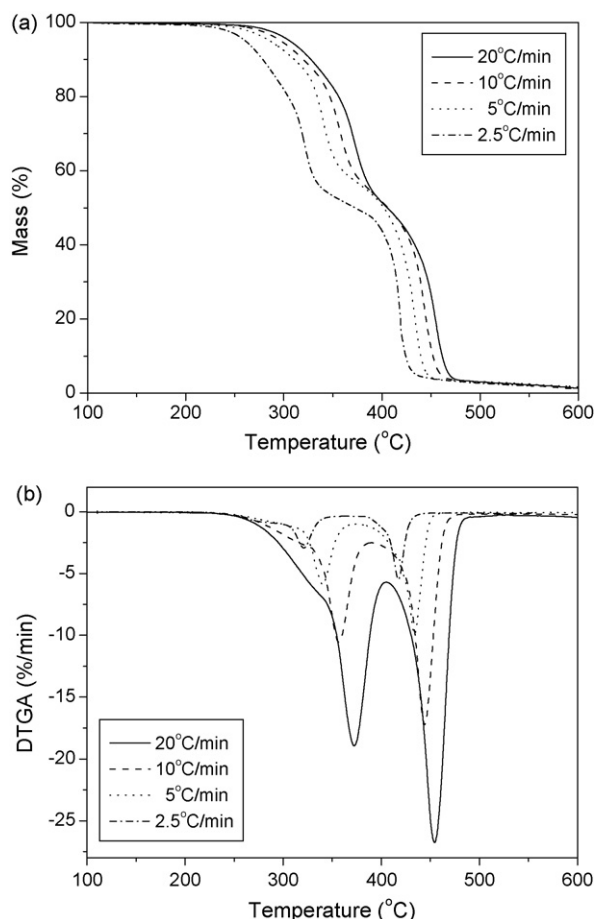 (a)
100
80
60
40
20
0
Mass (%)
20°C/min
10°C/min
5°C/min
2.5°C/min
100 200 300 400 500 600
Temperature (°C)
(b)
0
-5
-10
-15
-20
-25
DTGA (%/min)
20°C/min
10°C/min
5°C/min
2.5°C/min
100 200 300 400 500 600
Temperature (°C)